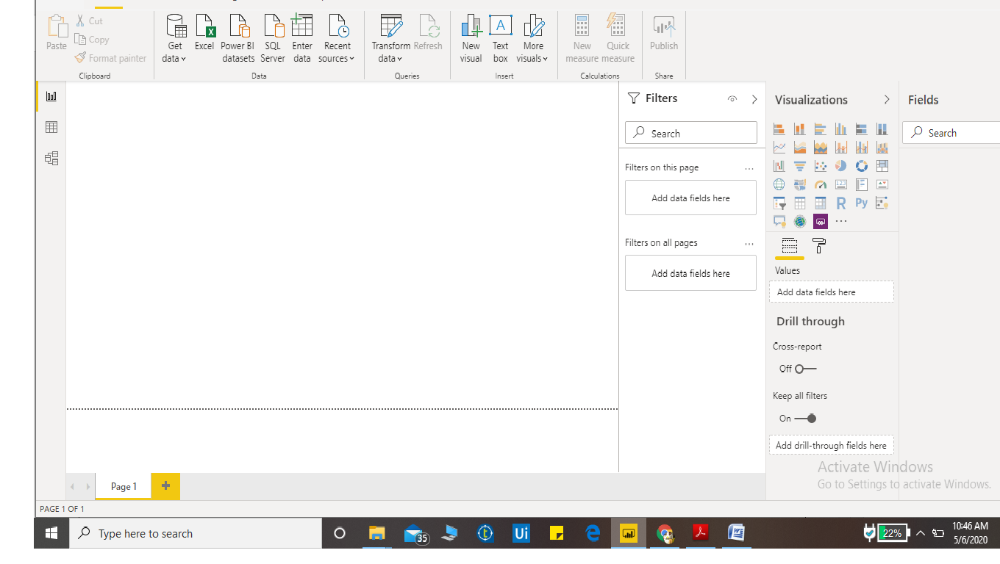 Paste
Cut
Copy
Format painter
Clipboard
Get data
Excel
Power BI datasets
SQL Server
Enter data
Recent sources
Data
Transform data
Refresh
Queries
New visual
Text box
More visuals
Insert
New measure
Quick measure
Calculations
Publish
Share
Filters
Search
Filters on this page
...
Add data fields here
Filters on all pages
...
Add data fields here
Visualizations
123
R
Py
...
Values
Add data fields here
Drill through
Cross-report
Off
Keep all filters
On
Add drill-through fields here
Fields
Search
Activate Windows
Go to Settings to activate Windows.
Page 1
PAGE 1 OF 1
Type here to search
35
Ui
22%
10:46 AM
5/6/2020